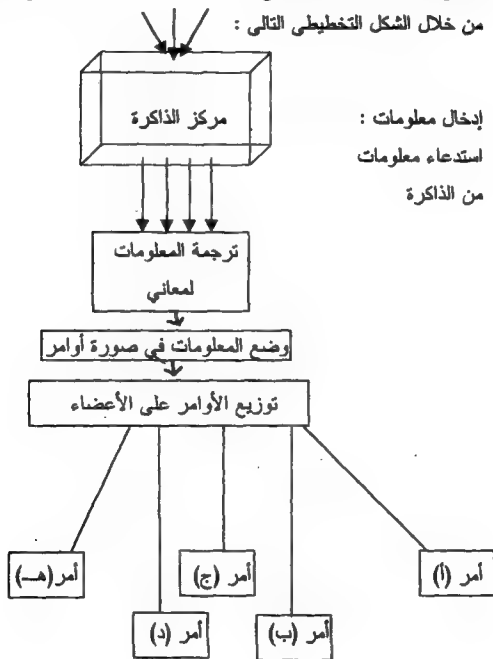 من خلال الشكل التخطيطى التالى :
إدخال معلومات :
استدعاء معلومات
من الذاكرة
مركز الذاكرة
ترجمة المعلومات
لمعاني
وضع المعلومات في صورة أوامر
توزيع الأوامر على الأعضاء
أمر (أ)
أمر (ب)
أمر (ج)
أمر (د)
أمر (هـ)